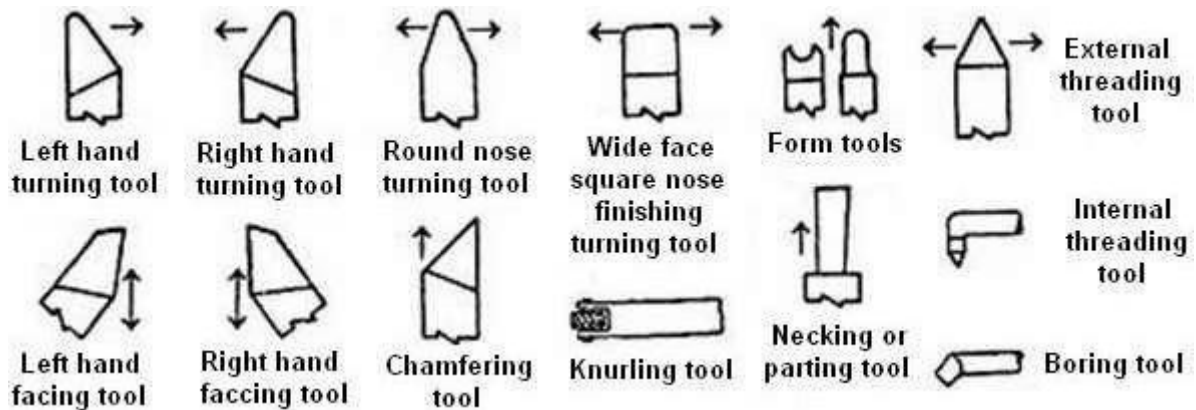 Left hand
turning tool
Right hand
turning tool
Round nose
turning tool
Wide face
square nose
finishing
turning tool
Form tools
External
threading
tool
Left hand
facing tool
Right hand
faccing tool
Chamfering
tool
Knurling tool
Necking or
parting tool
Internal
threading
tool
Boring tool